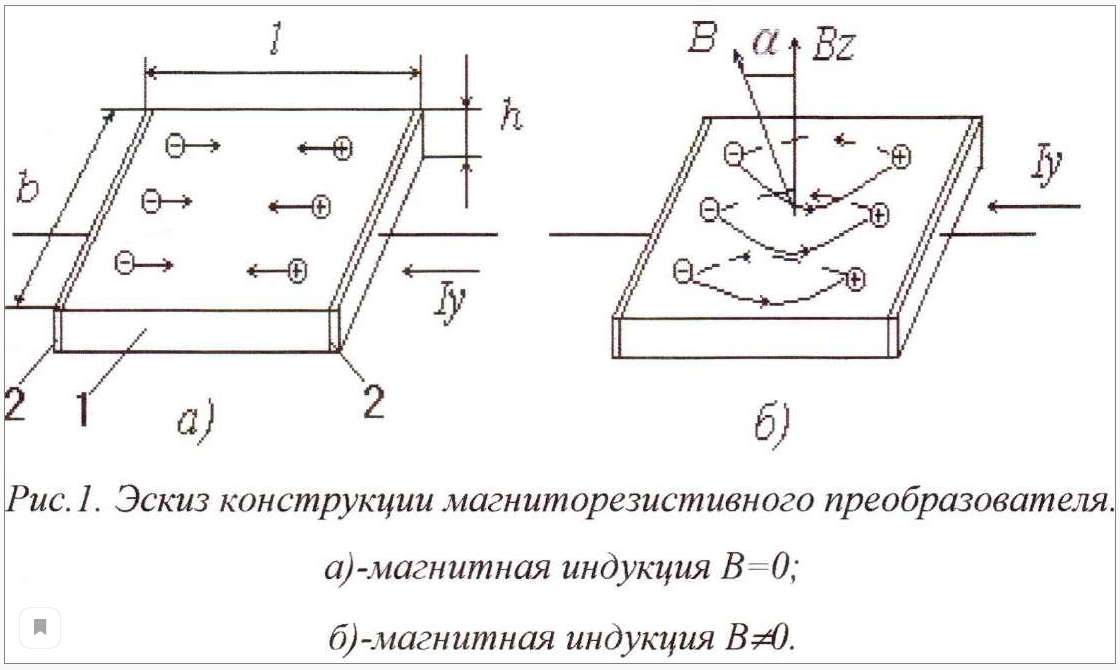 l
h
b
Iy
2
1
2
а)
B
α
Bz
Iy
б)
Рис.1. Эскиз конструкции магниторезистивного преобразователя.
а)-магнитная индукция B=0;
б)-магнитная индукция B≠0.